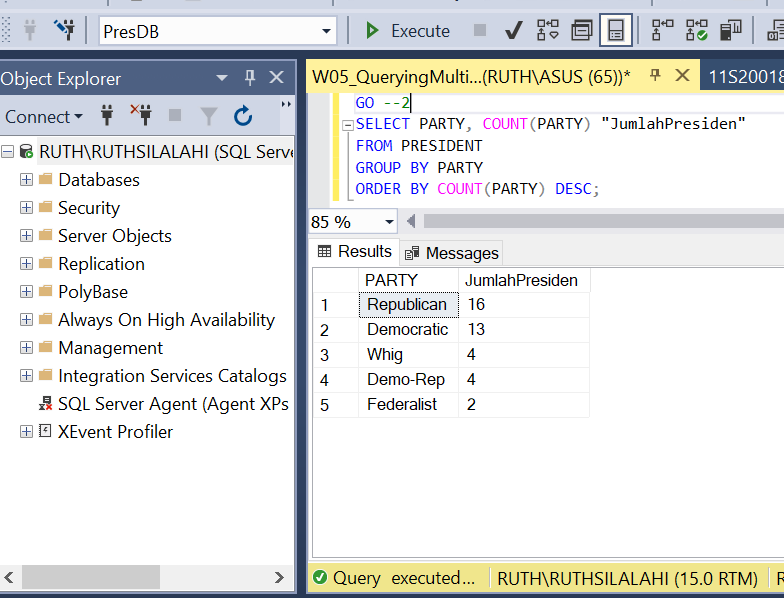 PresDB
Execute
Object Explorer
Connect
RUTH\RUTHSILALAHI (SQL Serve
Databases
Security
Server Objects
Replication
PolyBase
Always On High Availability
Management
Integration Services Catalogs
SQL Server Agent (Agent XPs
XEvent Profiler
W05_QueryingMulti...(RUTH\ASUS (65))*
11S20018
GO --2
SELECT PARTY, COUNT(PARTY) "JumlahPresiden"
FROM PRESIDENT
GROUP BY PARTY
ORDER BY COUNT(PARTY) DESC;
85 %
Results
Messages
PARTY JumlahPresiden
1 Republican 16
2 Democratic 13
3 Whig 4
4 Demo-Rep 4
5 Federalist 2
Query executed... RUTH\RUTHSILALAHI (15.0 RTM) R